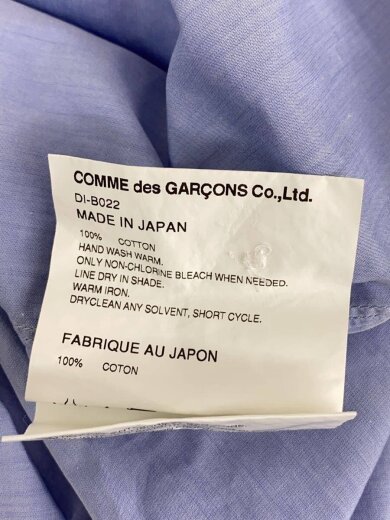 COMME des GARÇONS Co.,Ltd.
DI-B022
MADE IN JAPAN
100% COTTON
HAND WASH WARM.
ONLY NON-CHLORINE BLEACH WHEN NEEDED.
LINE DRY IN SHADE.
WARM IRON.
DRYCLEAN ANY SOLVENT, SHORT CYCLE.
FABRIQUE AU JAPON
100% COTON